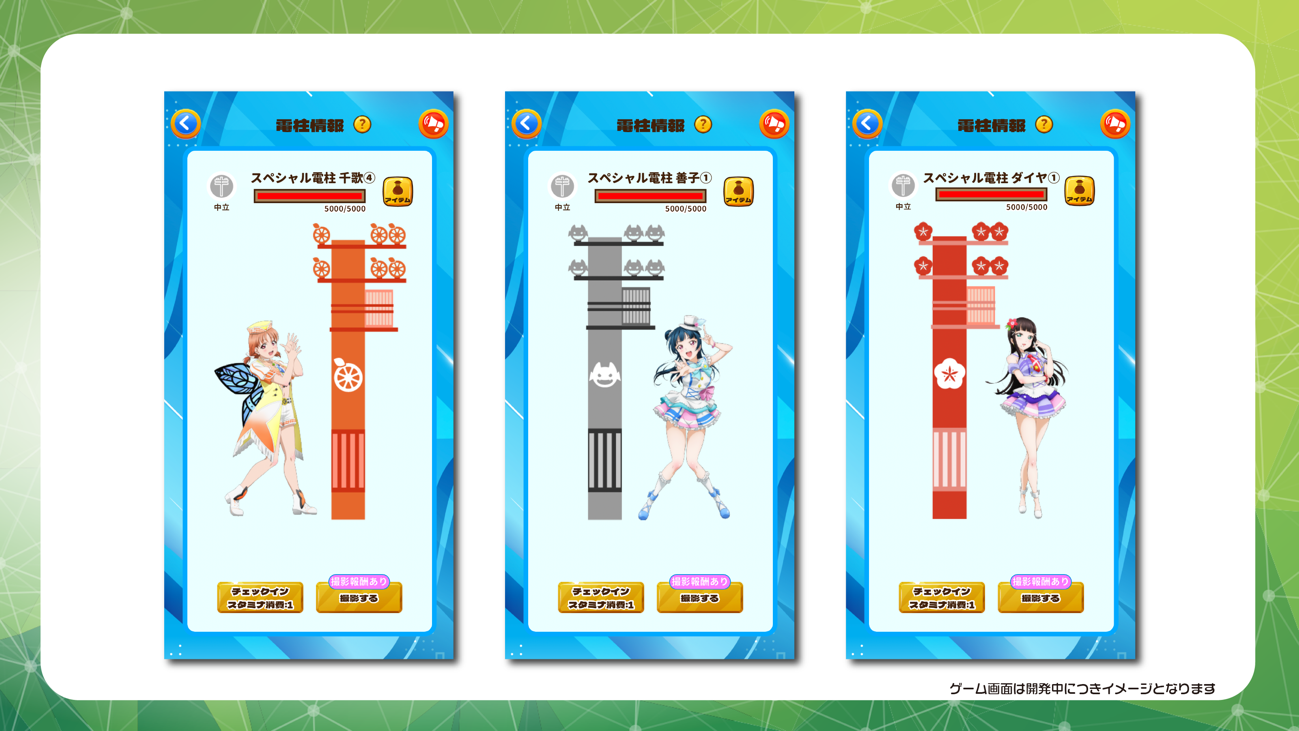 電柱情報 ?
スペシャル電柱 千歌④
中立
5000/5000
アイテム
撮影報酬あり
チェックイン
スタミナ消費:1
撮影する
電柱情報 ?
スペシャル電柱 善子①
中立
5000/5000
アイテム
撮影報酬あり
チェックイン
スタミナ消費:1
撮影する
電柱情報 ?
スペシャル電柱 ダイヤ①
中立
5000/5000
アイテム
撮影報酬あり
チェックイン
スタミナ消費:1
撮影する
ゲーム画面は開発中につきイメージとなります